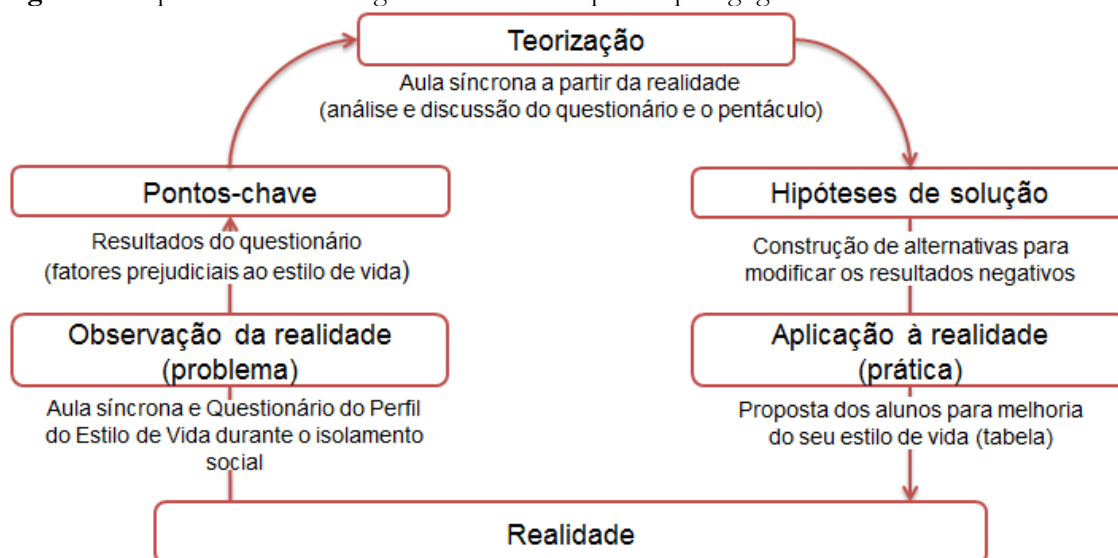 Teorização
Aula síncrona a partir da realidade
(análise e discussão do questionário e o pentáculo)
Pontos-chave
Resultados do questionário
(fatores prejudiciais ao estilo de vida)
Hipóteses de solução
Construção de alternativas para
modificar os resultados negativos
Observação da realidade
(problema)
Aula síncrona e Questionário do Perfil
do Estilo de Vida durante o isolamento
social
Aplicação à realidade
(prática)
Proposta dos alunos para melhoria
do seu estilo de vida (tabela)
Realidade